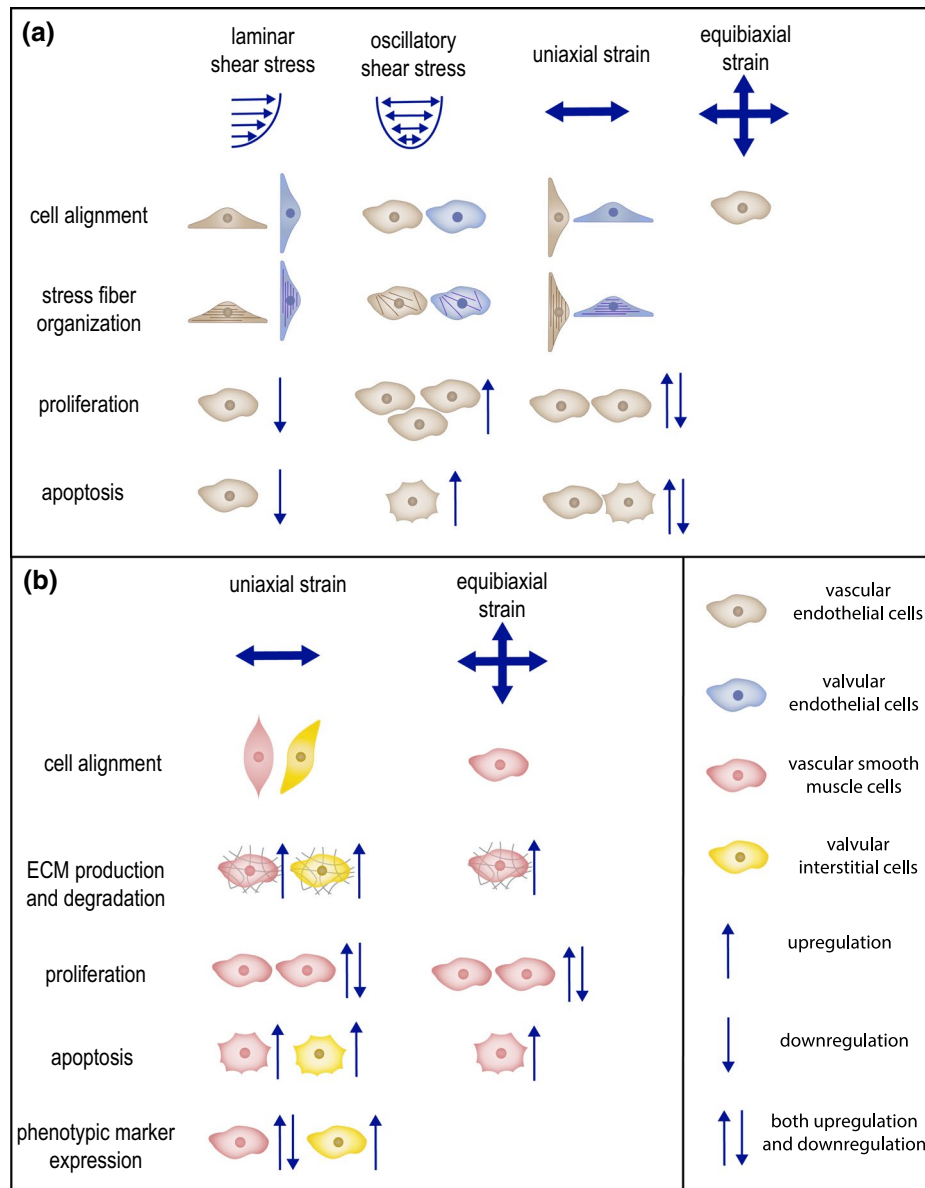 (a)
laminar
shear stress
oscillatory
shear stress
uniaxial strain
equibiaxial
strain
cell alignment
stress fiber
organization
proliferation
apoptosis
(b)
uniaxial strain
equibiaxial
strain
cell alignment
ECM production
and degradation
proliferation
apoptosis
phenotypic marker
expression
vascular
endothelial cells
valvular
endothelial cells
vascular smooth
muscle cells
valvular
interstitial cells
upregulation
downregulation
both upregulation
and downregulation